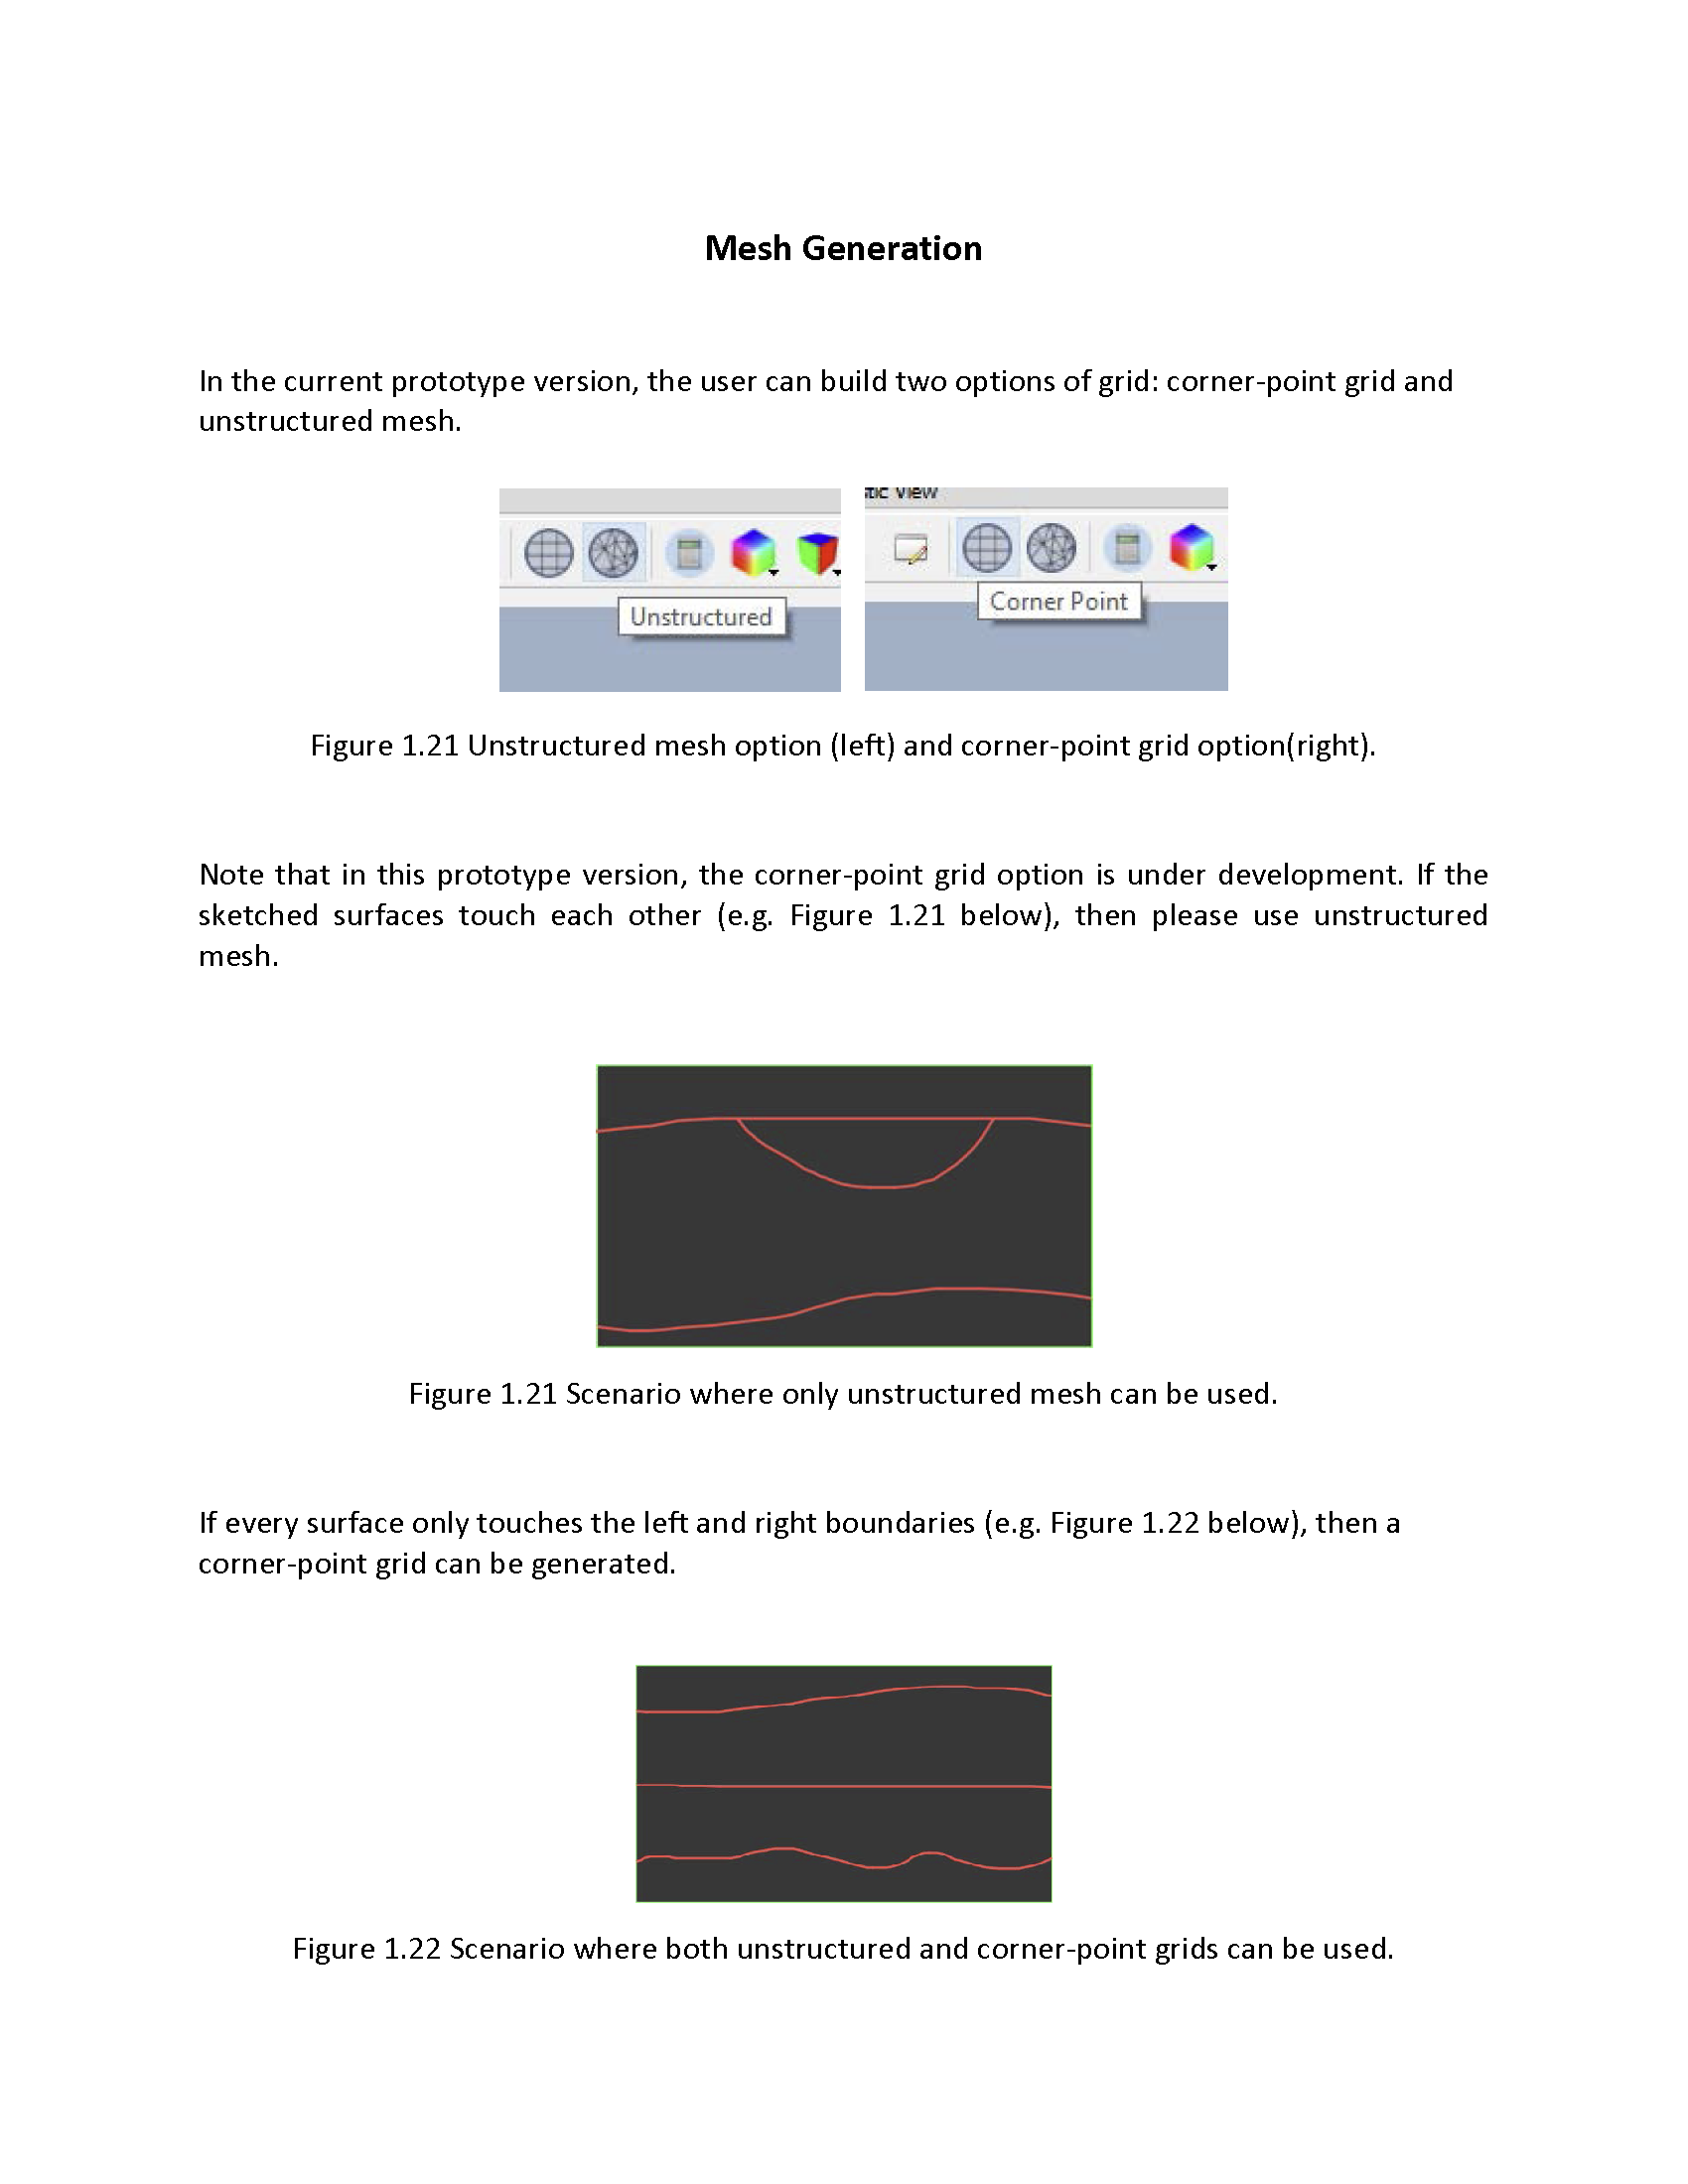 Mesh Generation
In the current prototype version, the user can build two options of grid: corner-point grid and
unstructured mesh.
Unstructured
tic View
Corner Point
Figure 1.21 Unstructured mesh option (left) and corner-point grid option(right).
Note that in this prototype version, the corner-point grid option is under development. If the
sketched surfaces touch each other (e.g. Figure 1.21 below), then please use unstructured
mesh.
Figure 1.21 Scenario where only unstructured mesh can be used.
If every surface only touches the left and right boundaries (e.g. Figure 1.22 below), then a
corner-point grid can be generated.
Figure 1.22 Scenario where both unstructured and corner-point grids can be used.